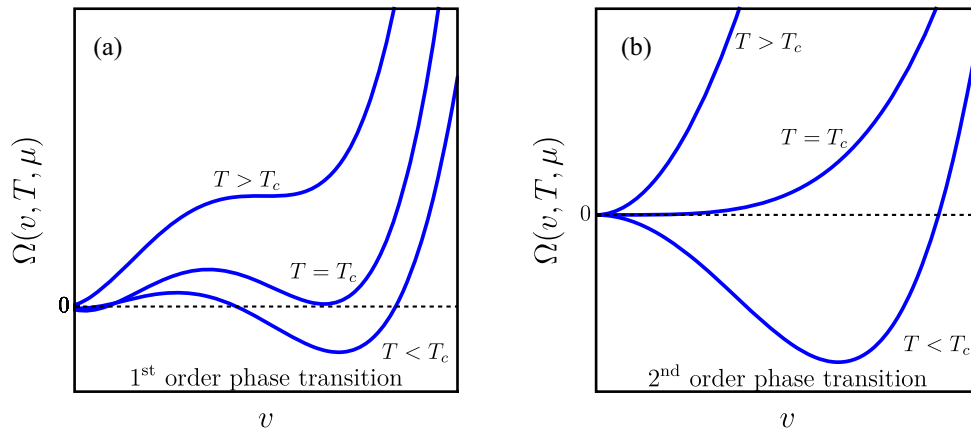 (a)
T > T_c
T = T_c
T < T_c
0
Ω(v, T, μ)
1st order phase transition
v
(b)
T > T_c
T = T_c
T < T_c
0
Ω(v, T, μ)
2nd order phase transition
v